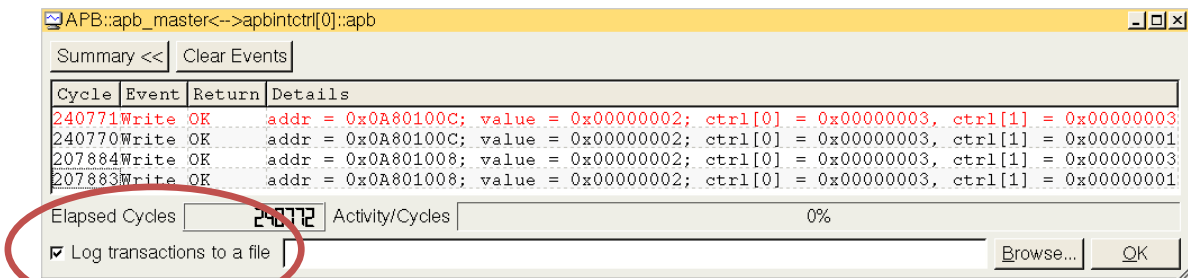 APB::apb_master<-->apbintctrl[0]::apb
Summary << Clear Events
Cycle Event Return Details
240771 Write OK addr = 0x0A80100C; value = 0x00000002; ctrl[0] = 0x00000003, ctrl[1] = 0x00000003
240770 Write OK addr = 0x0A80100C; value = 0x00000002; ctrl[0] = 0x00000003, ctrl[1] = 0x00000001
207884 Write OK addr = 0x0A801008; value = 0x00000002; ctrl[0] = 0x00000003, ctrl[1] = 0x00000003
207883 Write OK addr = 0x0A801008; value = 0x00000002; ctrl[0] = 0x00000003, ctrl[1] = 0x00000001
Elapsed Cycles 240772 Activity/Cycles 0%
Log transactions to a file Browse... OK